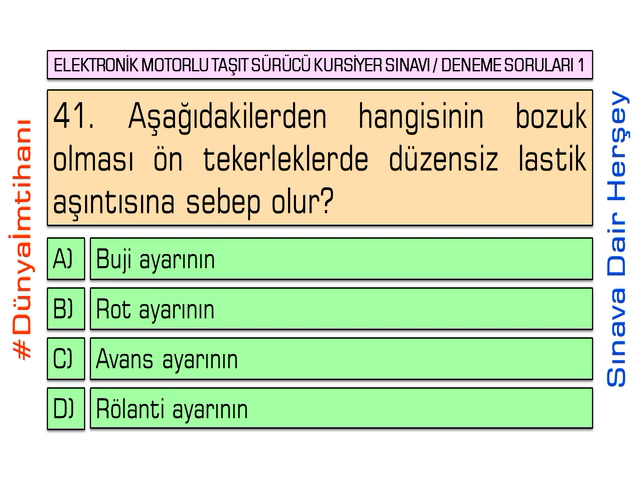 ELEKTRONİK MOTORLU TAŞIT SÜRÜCÜ KURSİYER SINAVI / DENEME SORULARI 1
41. Aşağıdakilerden hangisinin bozuk
olması ön tekerleklerde düzensiz lastik
aşıntısına sebep olur?
A) Buji ayarının
B) Rot ayarının
C) Avans ayarının
D) Rölanti ayarının
#Dünyaİmtihanı
Sınava Dair Herşey